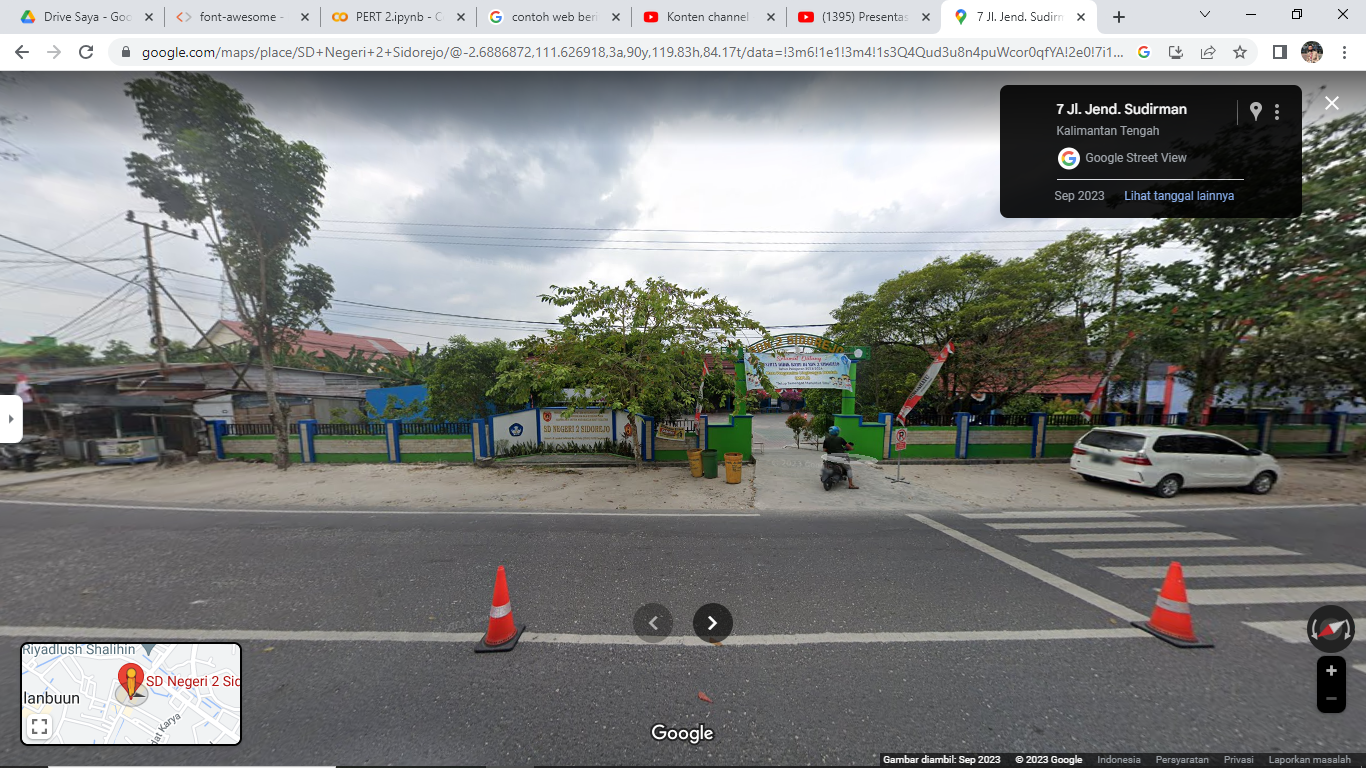 Drive Saya - Goo
font-awesome -
PERT 2.ipynb - C
contoh web beri
Konten channel
(1395) Presentas
7 Jl. Jend. Sudirm
google.com/maps/place/SD+Negeri+2+Sidorejo/@-2.6886872,111.626918,3a,90y,119.83h,84.17t/data=!3m6!1e1!3m4!1s3Q4Qud3u8n4puWcor0qfYA!2e0!7i1...
7 Jl. Jend. Sudirman
Kalimantan Tengah
Google Street View
Sep 2023 Lihat tanggal lainnya
Selamat Datang
SD NEGERI 2 SIDOREJO
Riyadlush Shalihin
SD Negeri 2 Sid
lanbuun
dat Karya
Google
Gambar diambil: Sep 2023 © 2023 Google Indonesia Persyaratan Privasi Laporkan masalah